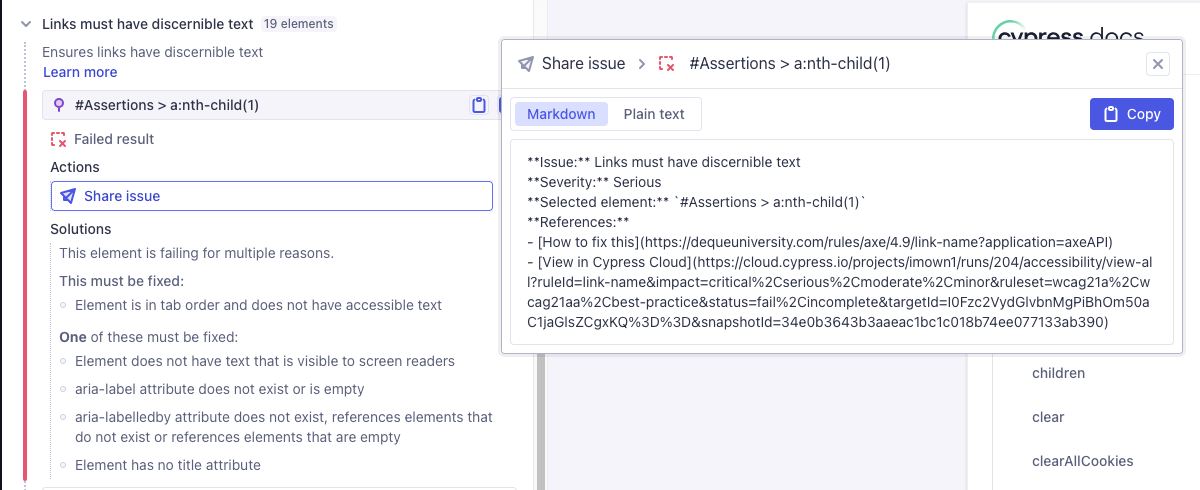 Links must have discernible text 19 elements
Ensures links have discernible text
Learn more
#Assertions > a:nth-child(1)
Failed result
Actions
Share issue
Solutions
This element is failing for multiple reasons.
This must be fixed:
Element is in tab order and does not have accessible text
One of these must be fixed:
Element does not have text that is visible to screen readers
aria-label attribute does not exist or is empty
aria-labelledby attribute does not exist, references elements that
do not exist or references elements that are empty
Element has no title attribute
cypress docs
Share issue > #Assertions > a:nth-child(1)
Markdown Plain text Copy
**Issue:** Links must have discernible text
**Severity:** Serious
**Selected element:** `#Assertions > a:nth-child(1)`
**References:**
- [How to fix this](https://dequeuniversity.com/rules/axe/4.9/link-name?application=axeAPI)
- [View in Cypress Cloud](https://cloud.cypress.io/projects/imown1/runs/204/accessibility/view-al
l?ruleId=link-name&impact=critical%2Cserious%2Cmoderate%2Cminor&ruleset=wcag21a%2Cw
cag21aa%2Cbest-practice&status=fail%2Cincomplete&targetId=I0Fzc2VydGlvbnMgPiBhOm50a
C1jaGlsZCgxKQ%3D%3D&snapshotId=34e0b3643b3aaeac1bc1c018b74ee077133ab390)
children
clear
clearAllCookies